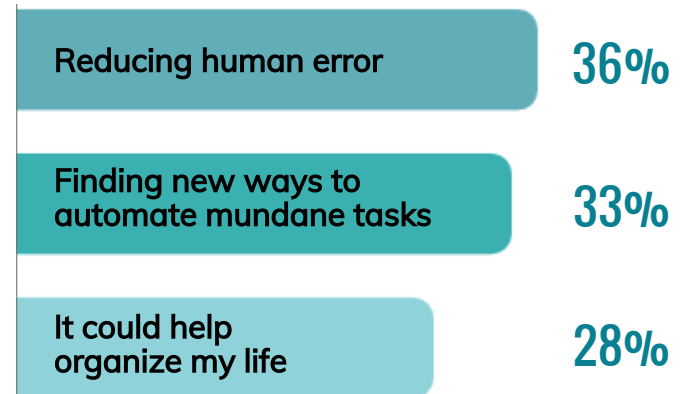 Reducing human error
36%
Finding new ways to
automate mundane tasks
33%
It could help
organize my life
28%